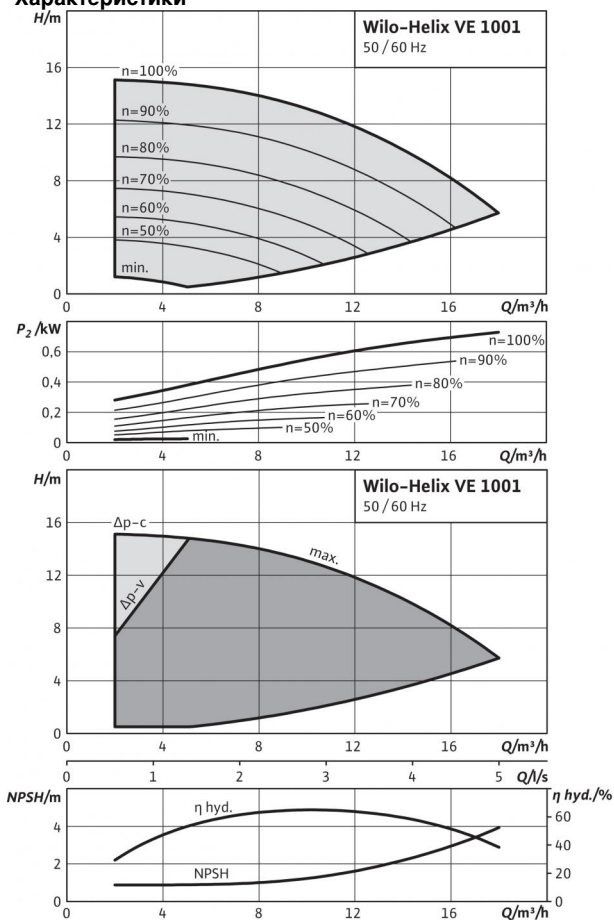 Характеристики
H/m
Wilo-Helix VE 1001
50 / 60 Hz
16
n=100%
12
n=90%
n=80%
8
n=70%
n=60%
4
n=50%
min.
0
0 4 8 12 16 Q/m³/h
P₂ /kW
n=100%
0,6
n=90%
0,4
n=80%
n=70%
0,2
n=60%
n=50%
min.
0
0 4 8 12 16 Q/m³/h
H/m
Wilo-Helix VE 1001
50 / 60 Hz
16
Δp-c
max.
12
Δp-v
8
4
0
0 4 8 12 16 Q/m³/h
0 1 2 3 4 5 Q/l/s
NPSH/m
η hyd./%
η hyd.
60
4
40
2
NPSH
20
0
0
0 4 8 12 16 Q/m³/h